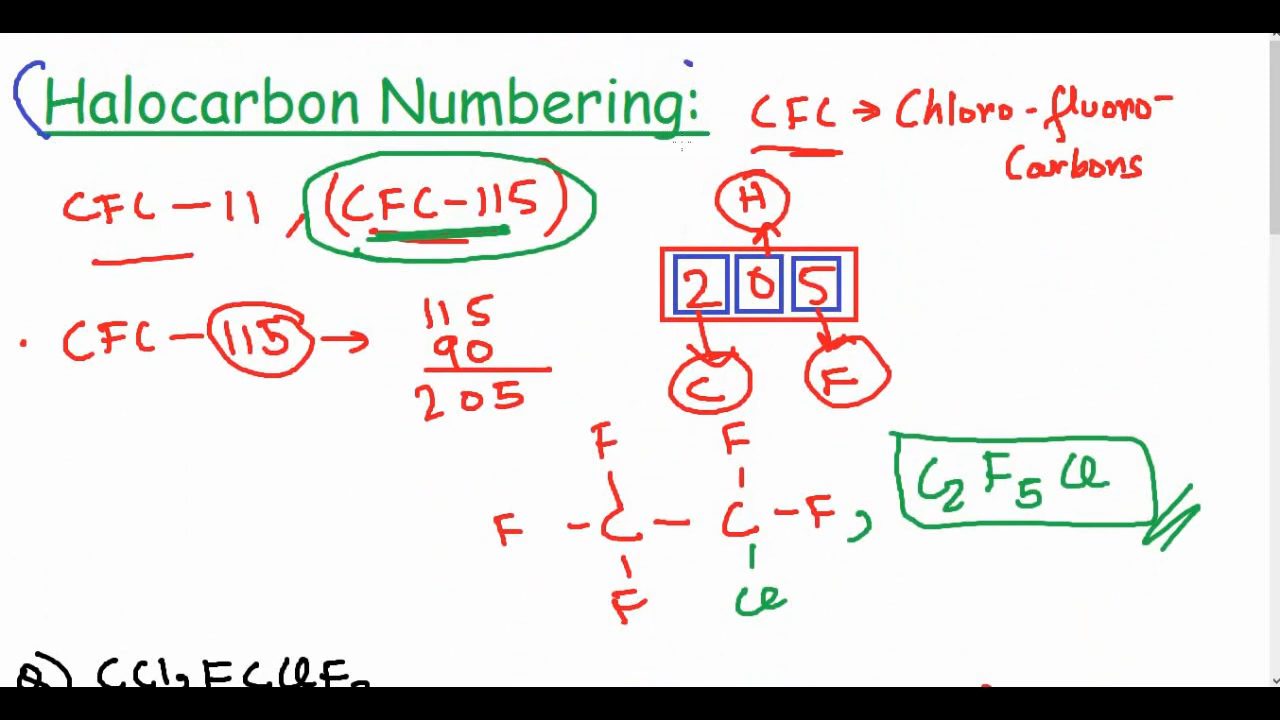 Halocarbon Numbering:
CFC → Chloro-fluoro-
Carbons
CFC - 11 , (CFC-115)
H
2 0 5
C F
. CFC - 115 → 115
90
205
F F
F - C - C - F , C2F5Cl
F Cl
Q) CCl2FCClF2